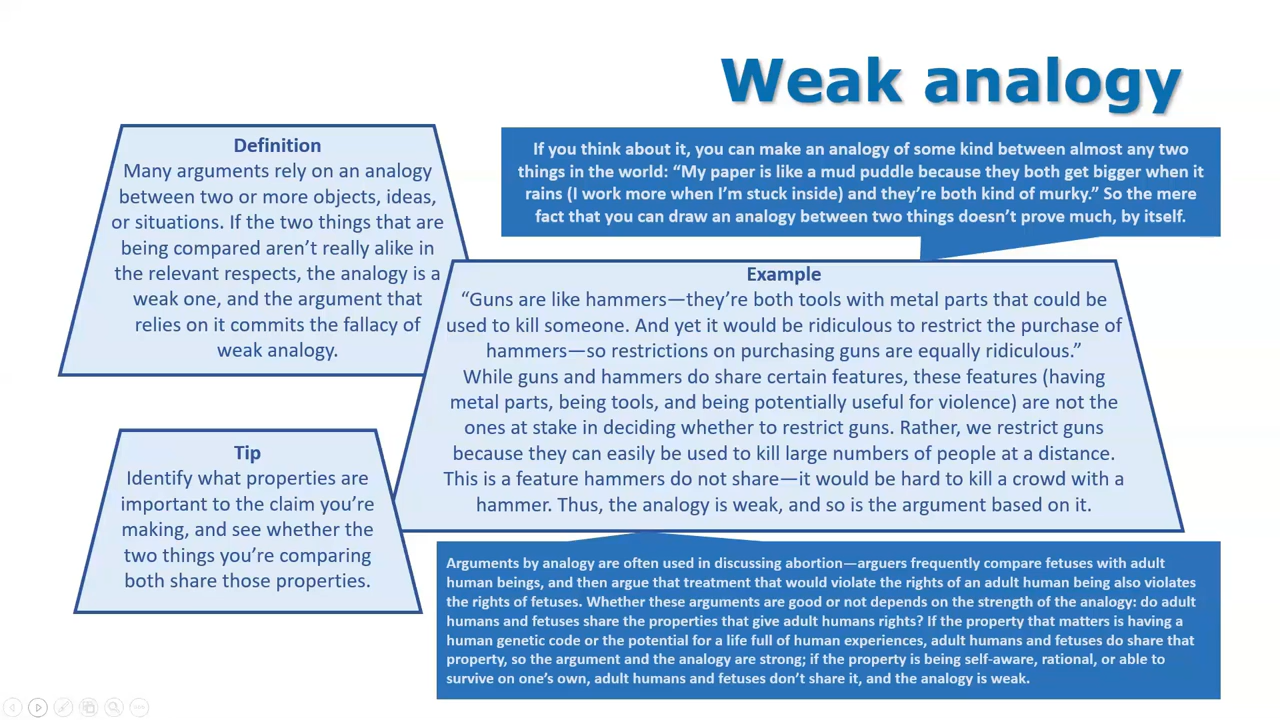 Weak analogy
Definition
Many arguments rely on an analogy
between two or more objects, ideas,
or situations. If the two things that are
being compared aren’t really alike in
the relevant respects, the analogy is a
weak one, and the argument that
relies on it commits the fallacy of
weak analogy.
If you think about it, you can make an analogy of some kind between almost any two
things in the world: “My paper is like a mud puddle because they both get bigger when it
rains (I work more when I’m stuck inside) and they’re both kind of murky.” So the mere
fact that you can draw an analogy between two things doesn’t prove much, by itself.
Example
“Guns are like hammers—they’re both tools with metal parts that could be
used to kill someone. And yet it would be ridiculous to restrict the purchase of
hammers—so restrictions on purchasing guns are equally ridiculous.”
While guns and hammers do share certain features, these features (having
metal parts, being tools, and being potentially useful for violence) are not the
ones at stake in deciding whether to restrict guns. Rather, we restrict guns
because they can easily be used to kill large numbers of people at a distance.
This is a feature hammers do not share—it would be hard to kill a crowd with a
hammer. Thus, the analogy is weak, and so is the argument based on it.
Tip
Identify what properties are
important to the claim you’re
making, and see whether the
two things you’re comparing
both share those properties.
Arguments by analogy are often used in discussing abortion—arguers frequently compare fetuses with adult
human beings, and then argue that treatment that would violate the rights of an adult human being also violates
the rights of fetuses. Whether these arguments are good or not depends on the strength of the analogy: do adult
humans and fetuses share the properties that give adult humans rights? If the property that matters is having a
human genetic code or the potential for a life full of human experiences, adult humans and fetuses do share that
property, so the argument and the analogy are strong; if the property is being self-aware, rational, or able to
survive on one’s own, adult humans and fetuses don’t share it, and the analogy is weak.